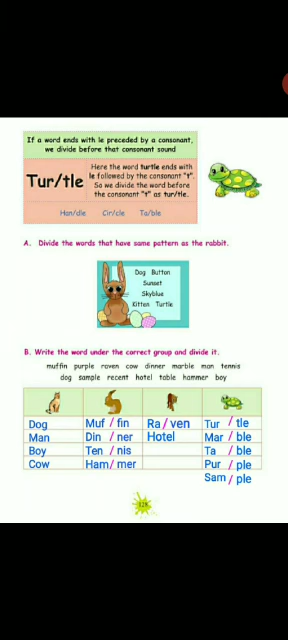 If a word ends with le preceded by a consonant,
we divide before that consonant sound
Tur/tle
Here the word turtle ends with
le followed by the consonant "t".
So we divide the word before
the consonant "t" as tur/tle.
Han/dle Cir/cle Ta/ble
A. Divide the words that have same pattern as the rabbit.
Dog Button
Sunset
Skyblue
Kitten Turtle
B. Write the word under the correct group and divide it.
muffin purple raven cow dinner marble man tennis
dog sample recent hotel table hammer boy
Dog Muf / fin Ra / ven Tur / tle
Man Din / ner Hotel Mar / ble
Boy Ten / nis Ta / ble
Cow Ham / mer Pur / ple
Sam / ple